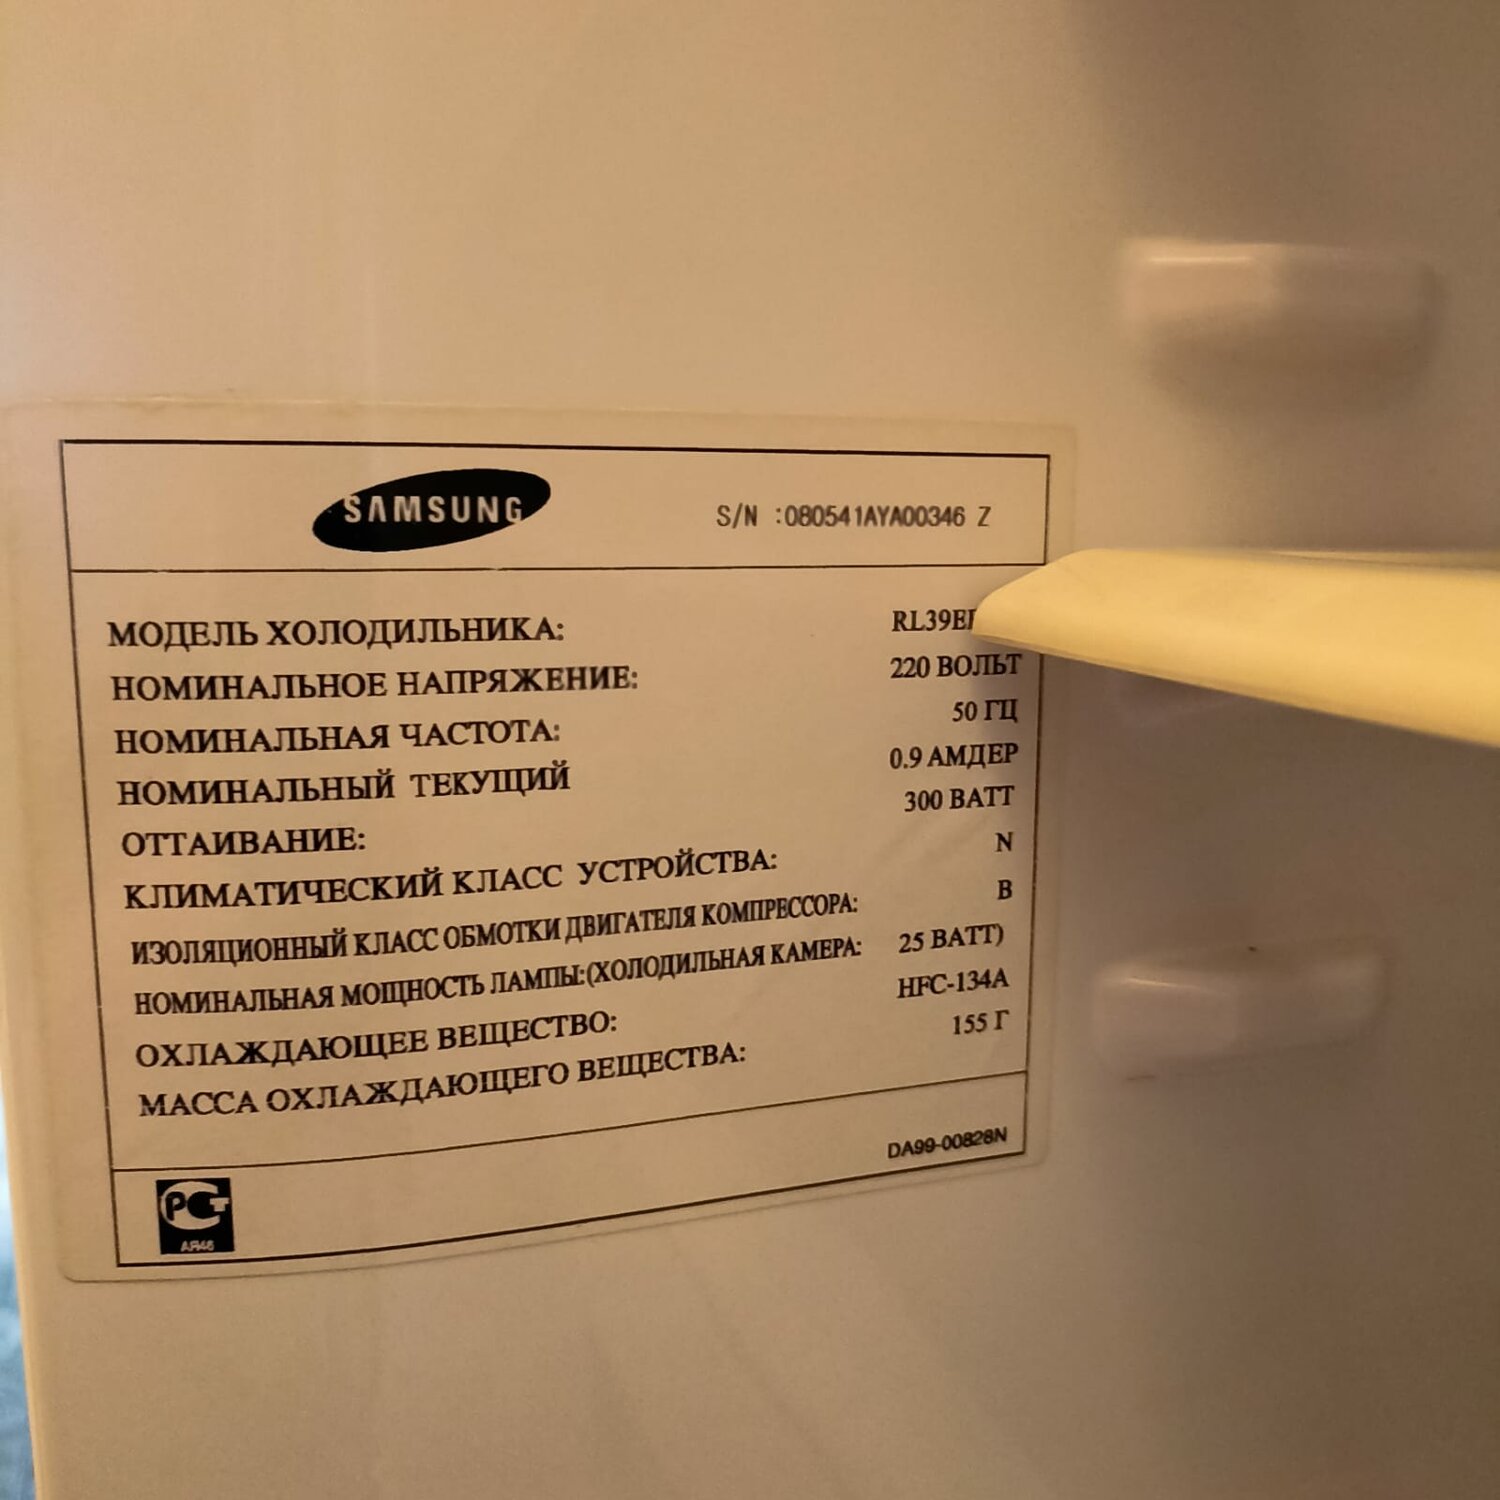 SAMSUNG S/N :080541AYA00346 Z
МОДЕЛЬ ХОЛОДИЛЬНИКА:
НОМИНАЛЬНОЕ НАПРЯЖЕНИЕ: 220 ВОЛЬТ
НОМИНАЛЬНАЯ ЧАСТОТА: 50 ГЦ
НОМИНАЛЬНЫЙ ТЕКУЩИЙ 0.9 АМДЕР
ОТТАИВАНИЕ: 300 ВАТТ
КЛИМАТИЧЕСКИЙ КЛАСС УСТРОЙСТВА: N
ИЗОЛЯЦИОННЫЙ КЛАСС ОБМОТКИ ДВИГАТЕЛЯ КОМПРЕССОРА: B
НОМИНАЛЬНАЯ МОЩНОСТЬ ЛАМПЫ:(ХОЛОДИЛЬНАЯ КАМЕРА: 25 ВАТТ)
ОХЛАЖДАЮЩЕЕ ВЕЩЕСТВО: HFC-134A
МАССА ОХЛАЖДАЮЩЕГО ВЕЩЕСТВА: 155 Г
DA99-00828N
РСТ